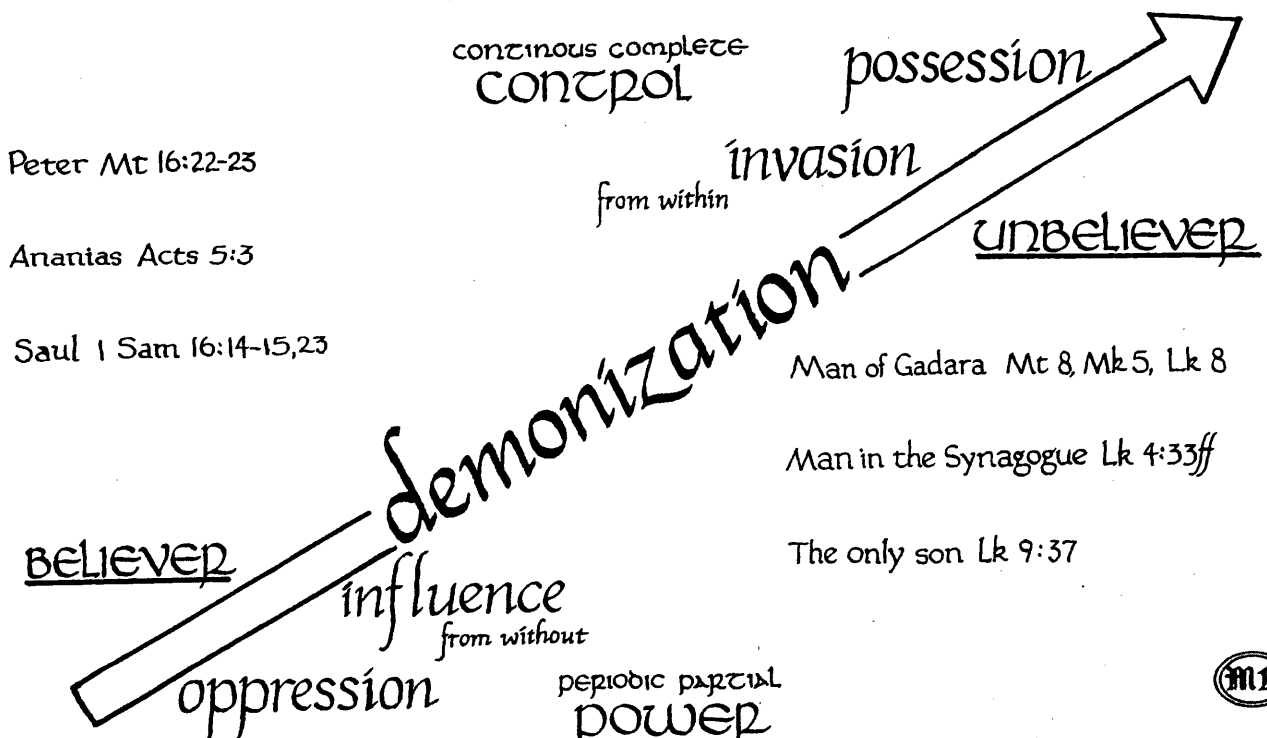 continous complete
CONTROL
possession
Peter Mt 16:22-23
invasion
from within
UNBELIEVER
Ananias Acts 5:3
demonization
Saul 1 Sam 16:14-15,23
Man of Gadara Mt 8, Mk 5, Lk 8
Man in the Synagogue Lk 4:33ff
BELIEVER
The only son Lk 9:37
influence
from without
oppression
periodic partial
POWER